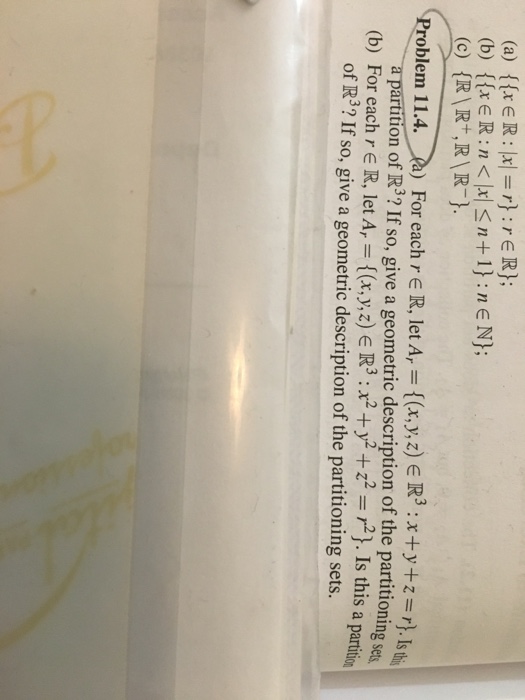 (a) {{x ∈ ℝ : |x| = r} : r ∈ ℝ};
(b) {{x ∈ ℝ : n < |x| ≤ n + 1} : n ∈ ℕ};
(c) {ℝ \ ℝ⁺, ℝ \ ℝ⁻}.
Problem 11.4. (a) For each r ∈ ℝ, let Aᵣ = {(x,y,z) ∈ ℝ³ : x + y + z = r}. Is this
a partition of ℝ³? If so, give a geometric description of the partitioning sets.
(b) For each r ∈ ℝ, let Aᵣ = {(x,y,z) ∈ ℝ³ : x² + y² + z² = r²}. Is this a partition
of ℝ³? If so, give a geometric description of the partitioning sets.